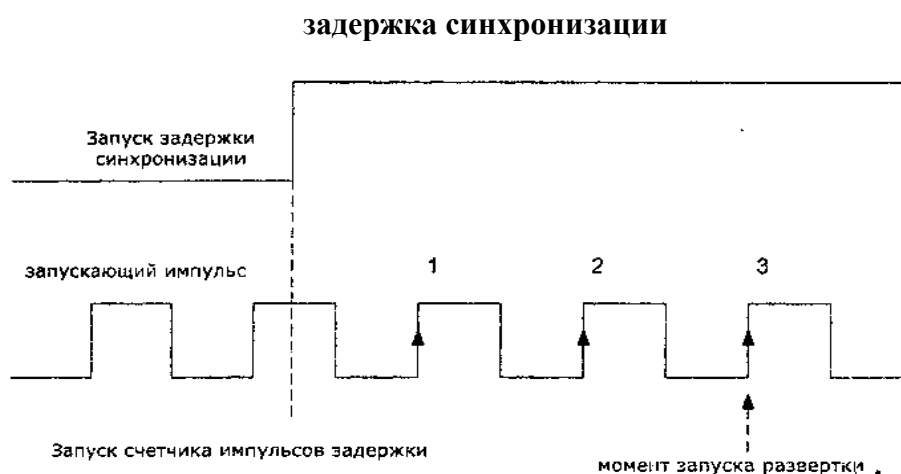 задержка синхронизации
Запуск задержки
синхронизации
запускающий импульс
1 2 3
Запуск счетчика импульсов задержки
момент запуска развертки